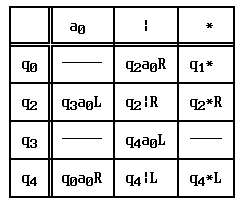 a₀ ¦ *
q₀ —— q₂a₀R q₁*
q₂ q₃a₀L q₂¦R q₂*R
q₃ —— q₄a₀L ——
q₄ q₀a₀R q₄¦L q₄*L